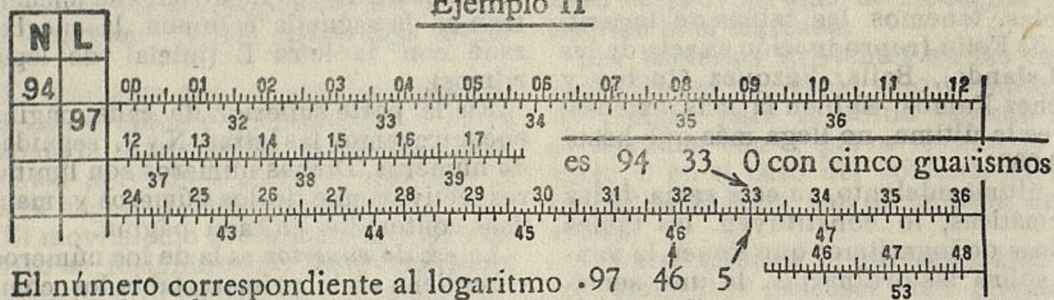 Ejemplo II
N L
94 00 01 02 03 04 05 06 07 08 09 10 11 12
97 32 33 34 35 36
12 13 14 15 16 17
es 94 33 0 con cinco guarismos
37 38 39
24 25 26 27 28 29 30 31 32 33 34 35 36
43 44 45 46 47
46 47 48
El número correspondiente al logaritmo .97 46 5
53